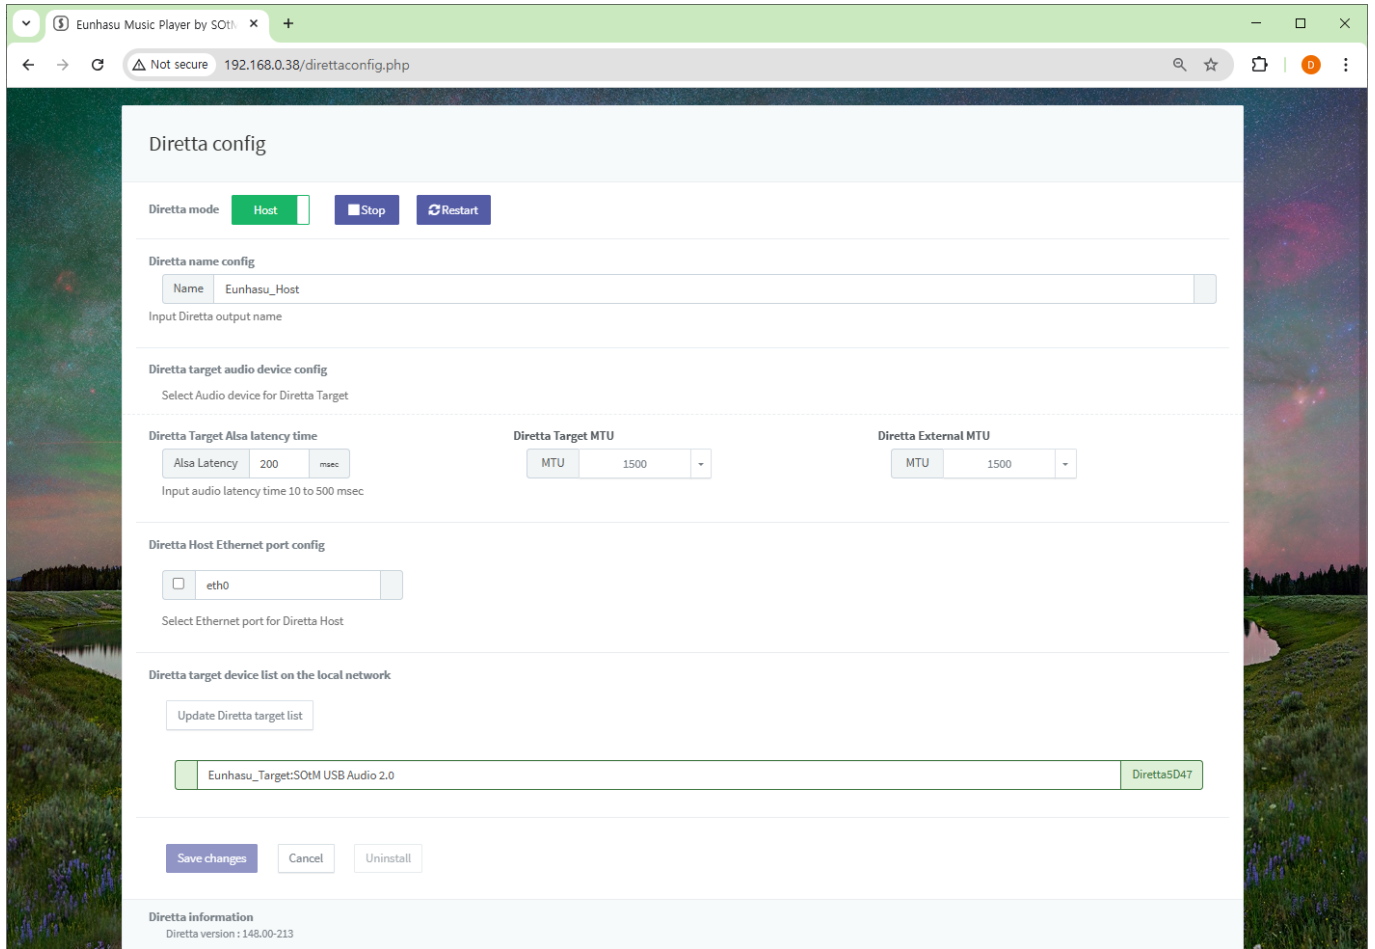 Eunhasu Music Player by SOtM
Not secure 192.168.0.38/direttaconfig.php
D
Diretta config
Diretta mode Host Stop Restart
Diretta name config
Name Eunhasu_Host
Input Diretta output name
Diretta target audio device config
Select Audio device for Diretta Target
Diretta Target Alsa latency time Diretta Target MTU Diretta External MTU
Alsa Latency 200 msec MTU 1500 MTU 1500
Input audio latency time 10 to 500 msec
Diretta Host Ethernet port config
eth0
Select Ethernet port for Diretta Host
Diretta target device list on the local network
Update Diretta target list
Eunhasu_Target:SOtM USB Audio 2.0 Diretta5D47
Save changes Cancel Uninstall
Diretta information
Diretta version : 148.00-213